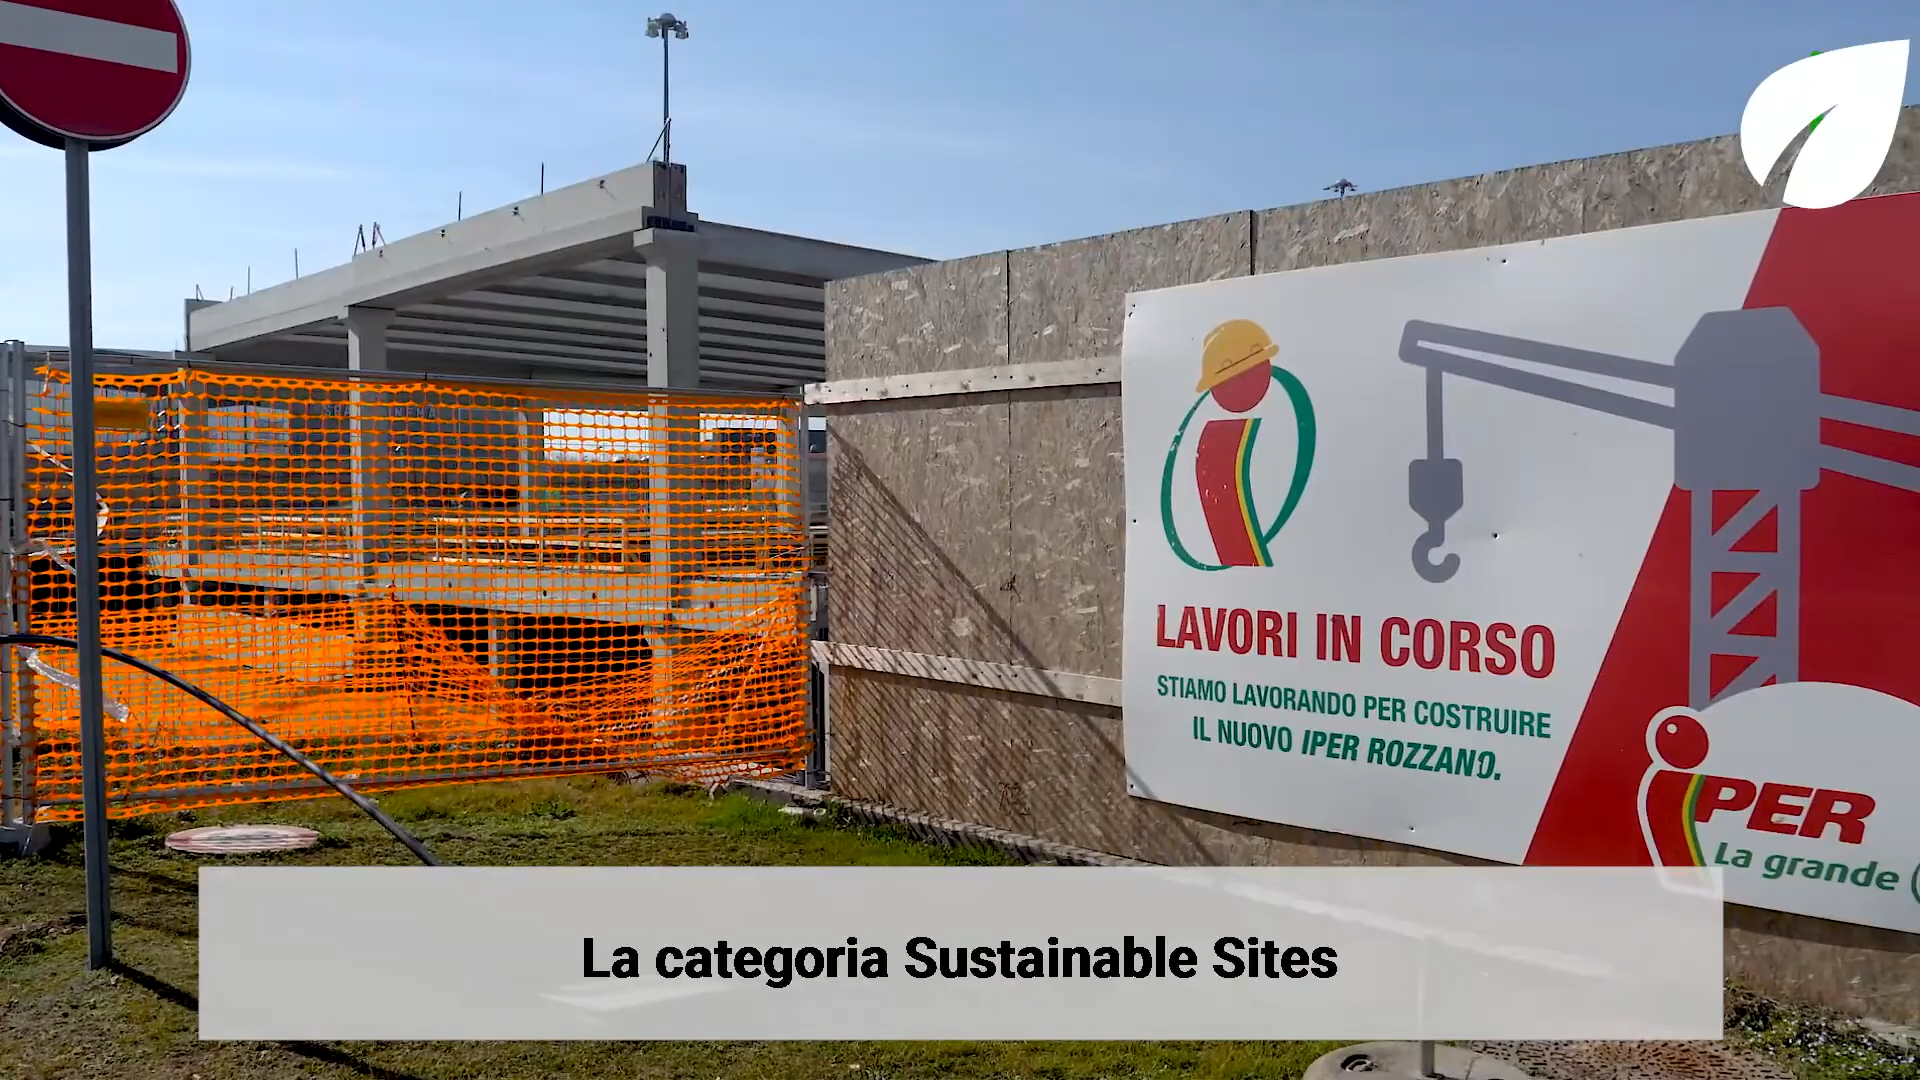 LAVORI IN CORSO
STIAMO LAVORANDO PER COSTRUIRE
IL NUOVO IPER ROZZANO.
iPER
La grande
La categoria Sustainable Sites